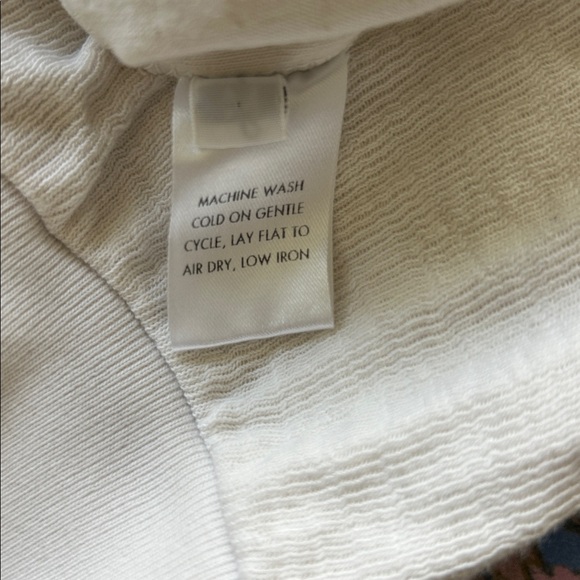 MACHINE WASH
COLD ON GENTLE
CYCLE, LAY FLAT TO
AIR DRY, LOW IRON